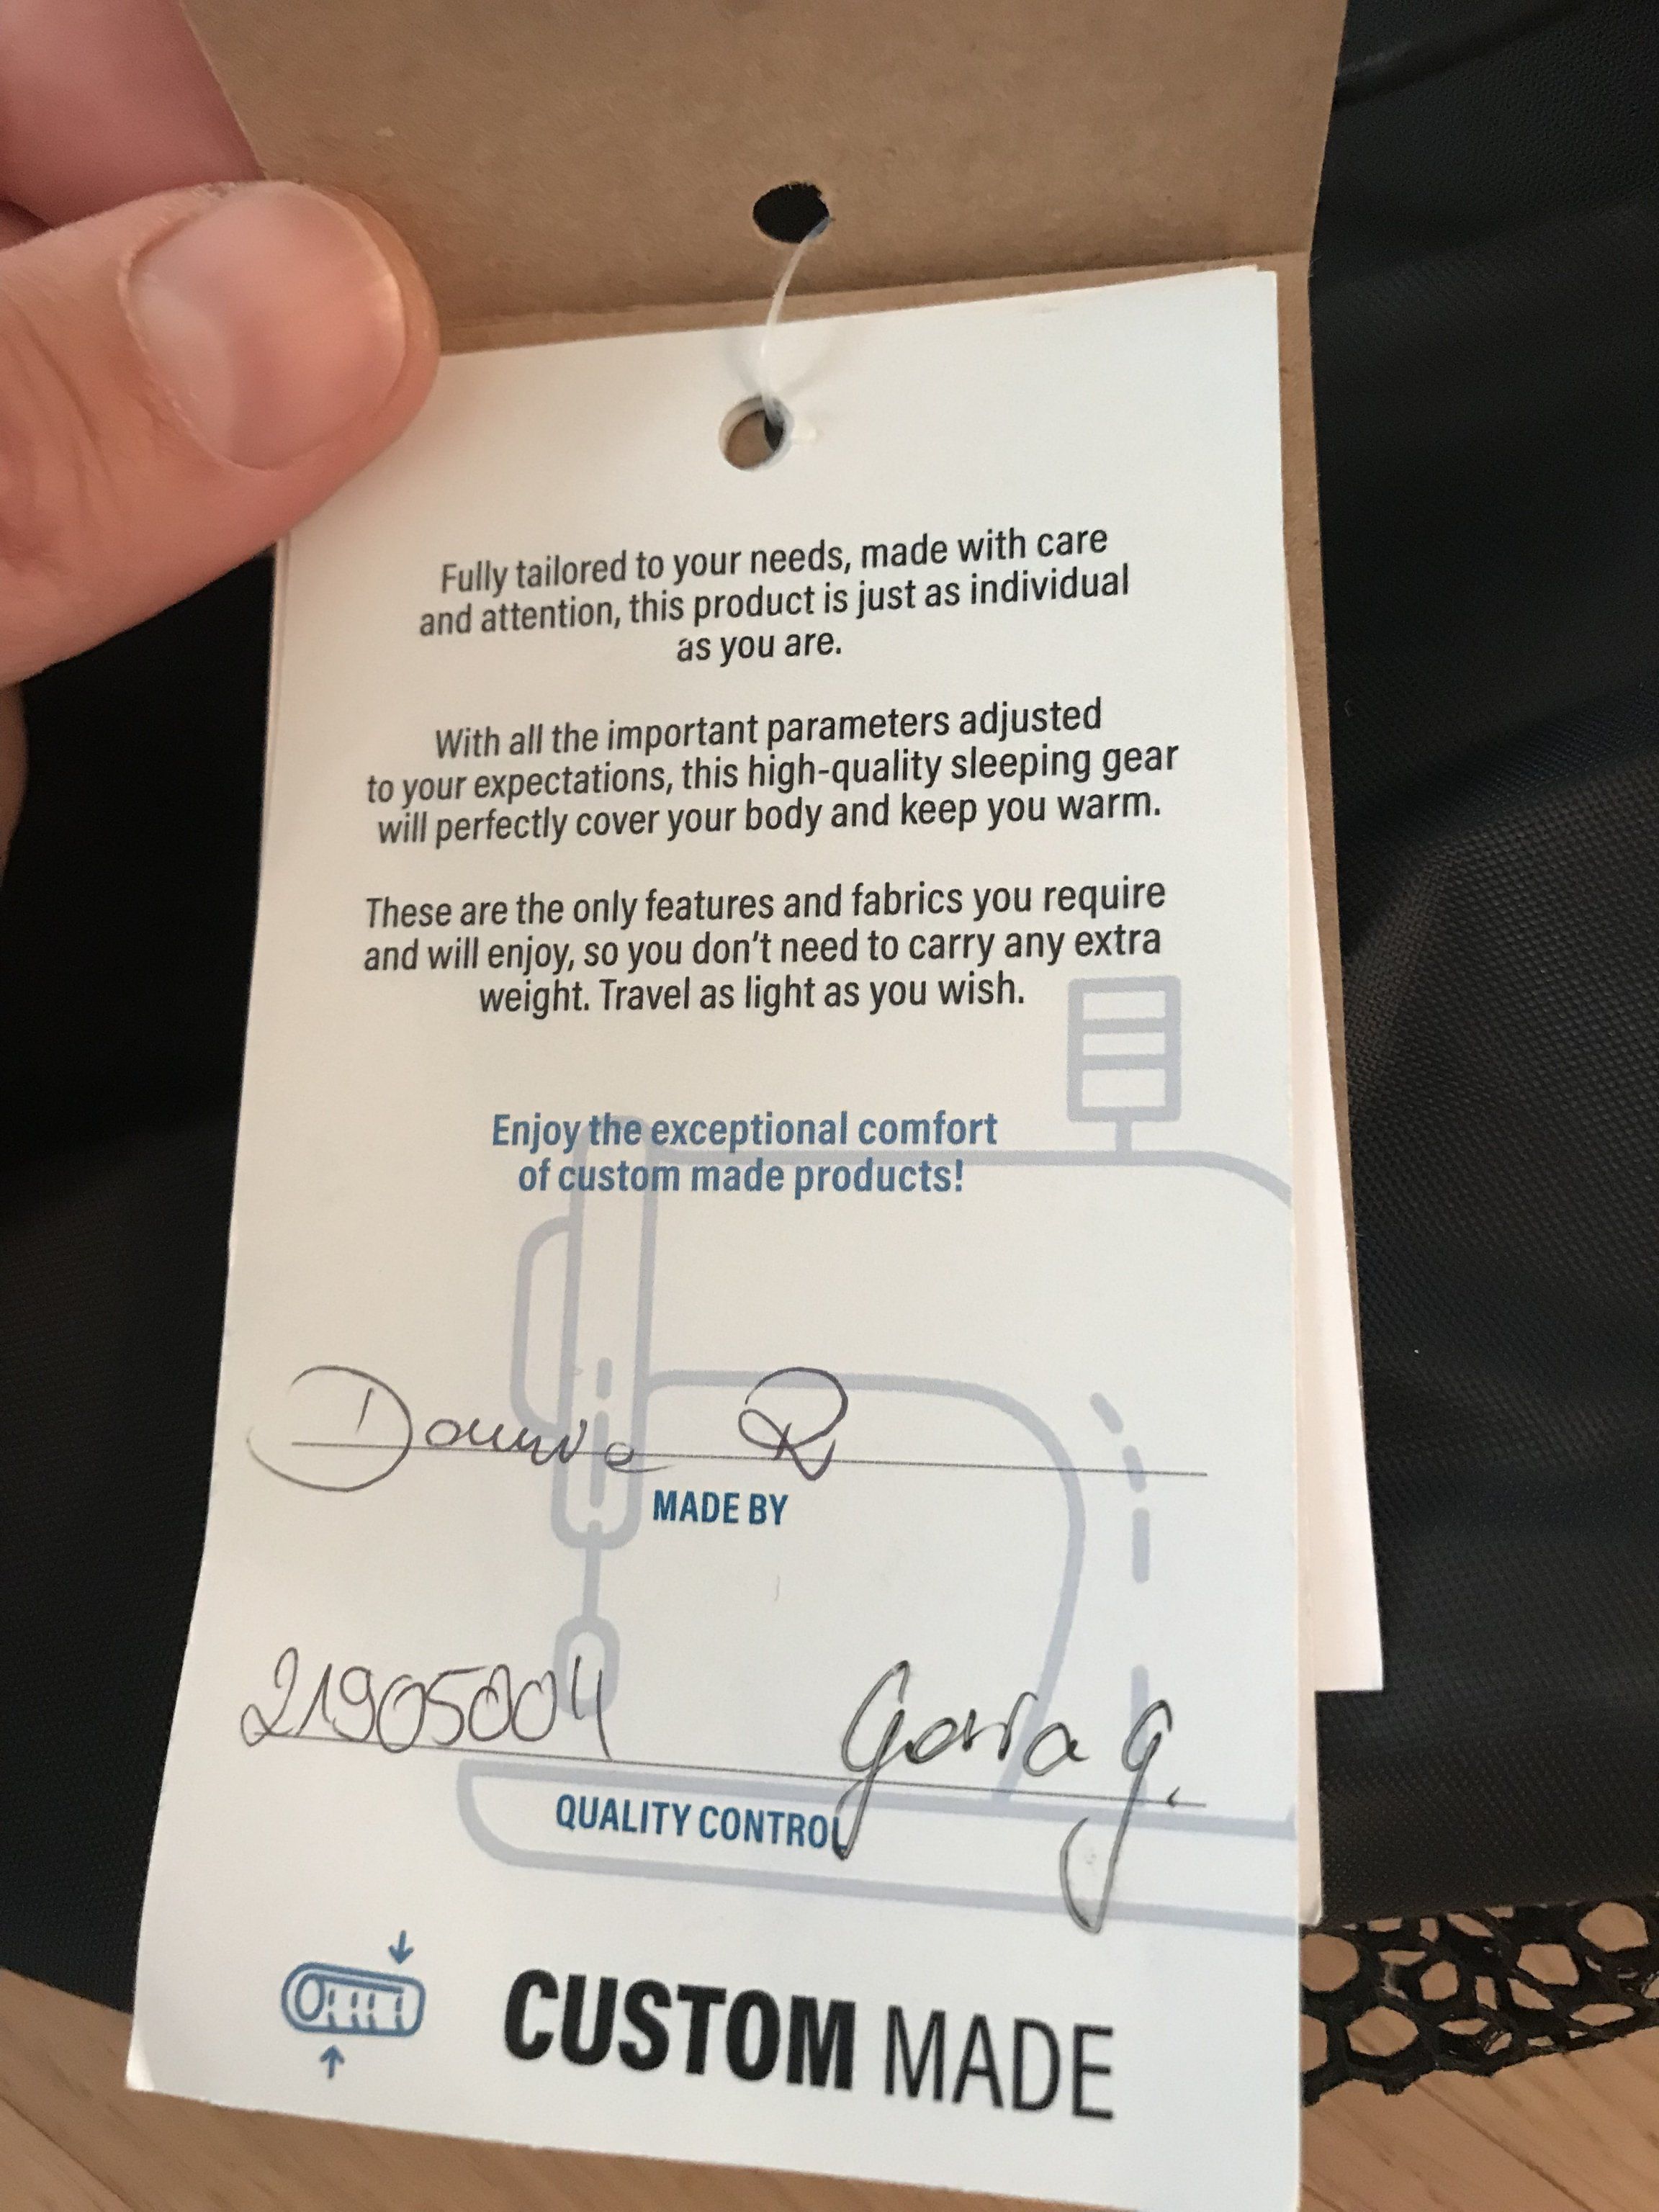 Fully tailored to your needs, made with care
and attention, this product is just as individual
as you are.
With all the important parameters adjusted
to your expectations, this high-quality sleeping gear
will perfectly cover your body and keep you warm.
These are the only features and fabrics you require
and will enjoy, so you don't need to carry any extra
weight. Travel as light as you wish.
Enjoy the exceptional comfort
of custom made products!
R
MADE BY
21905004 G.
QUALITY CONTROL
CUSTOM MADE